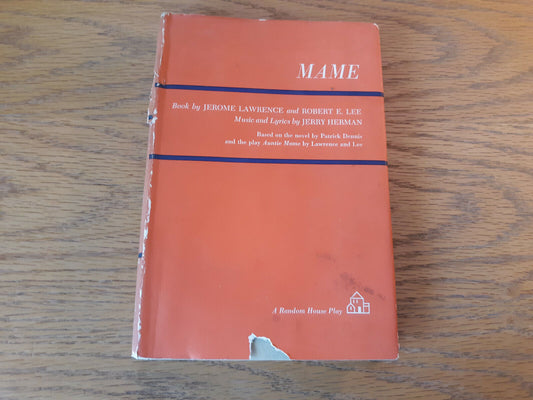 MAME
Book by JEROME LAWRENCE and ROBERT E. LEE
Music and Lyrics by JERRY HERMAN
Based on the novel by Patrick Dennis
and the play Auntie Mame by Lawrence and Lee
A Random House Play